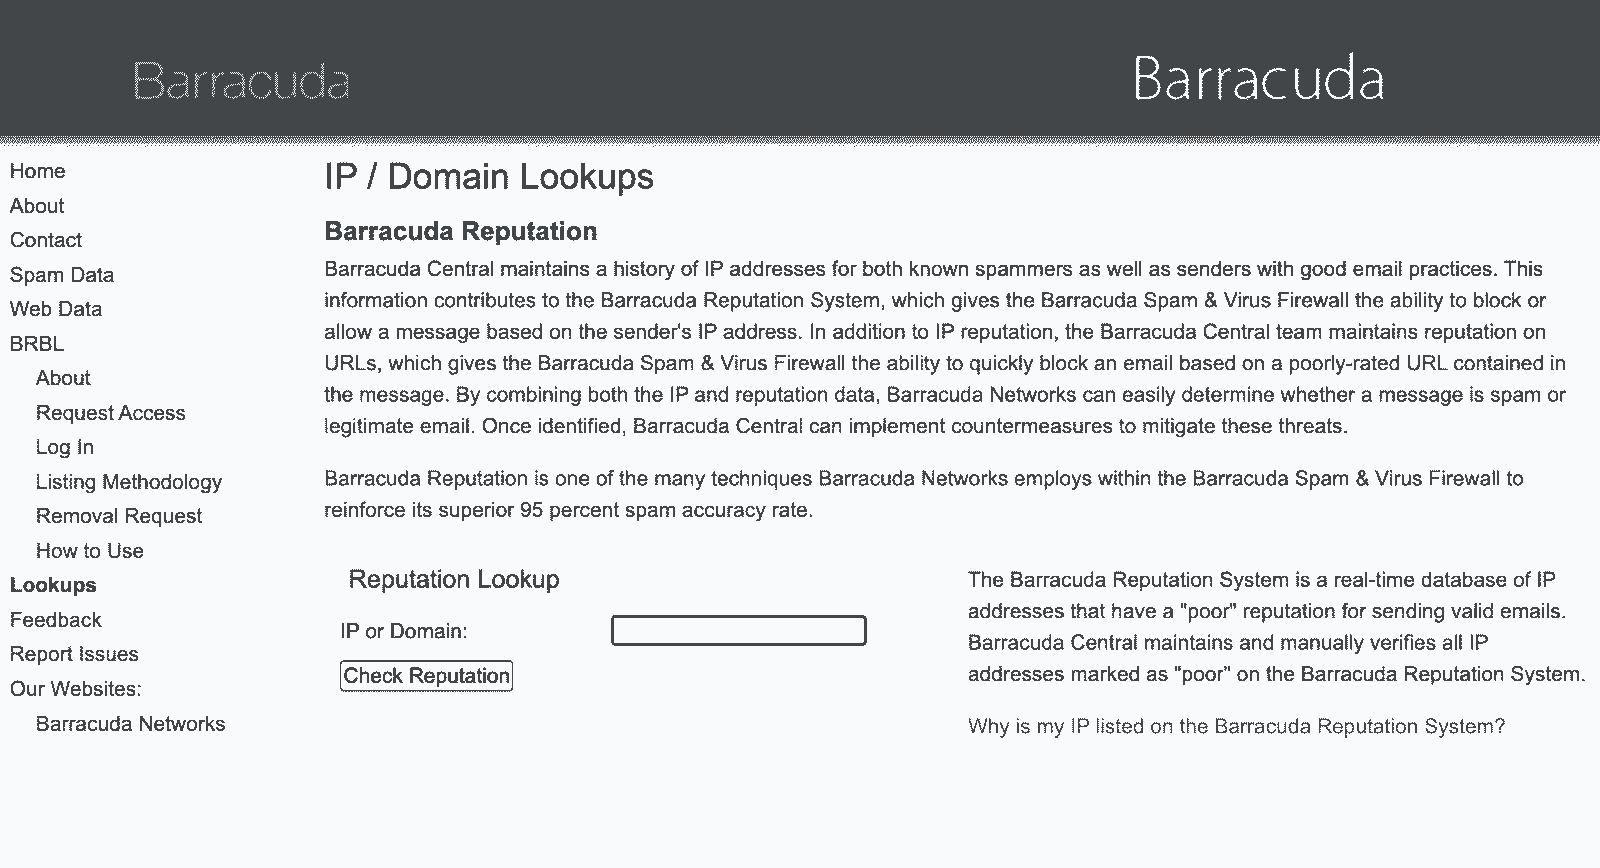 Barracuda
Barracuda
Home
About
Contact
Spam Data
Web Data
BRBL
About
Request Access
Log In
Listing Methodology
Removal Request
How to Use
Lookups
Feedback
Report Issues
Our Websites:
Barracuda Networks
IP / Domain Lookups
Barracuda Reputation
Barracuda Central maintains a history of IP addresses for both known spammers as well as senders with good email practices. This
information contributes to the Barracuda Reputation System, which gives the Barracuda Spam & Virus Firewall the ability to block or
allow a message based on the sender's IP address. In addition to IP reputation, the Barracuda Central team maintains reputation on
URLs, which gives the Barracuda Spam & Virus Firewall the ability to quickly block an email based on a poorly-rated URL contained in
the message. By combining both the IP and reputation data, Barracuda Networks can easily determine whether a message is spam or
legitimate email. Once identified, Barracuda Central can implement countermeasures to mitigate these threats.
Barracuda Reputation is one of the many techniques Barracuda Networks employs within the Barracuda Spam & Virus Firewall to
reinforce its superior 95 percent spam accuracy rate.
Reputation Lookup
IP or Domain:
Check Reputation
The Barracuda Reputation System is a real-time database of IP
addresses that have a "poor" reputation for sending valid emails.
Barracuda Central maintains and manually verifies all IP
addresses marked as "poor" on the Barracuda Reputation System.
Why is my IP listed on the Barracuda Reputation System?